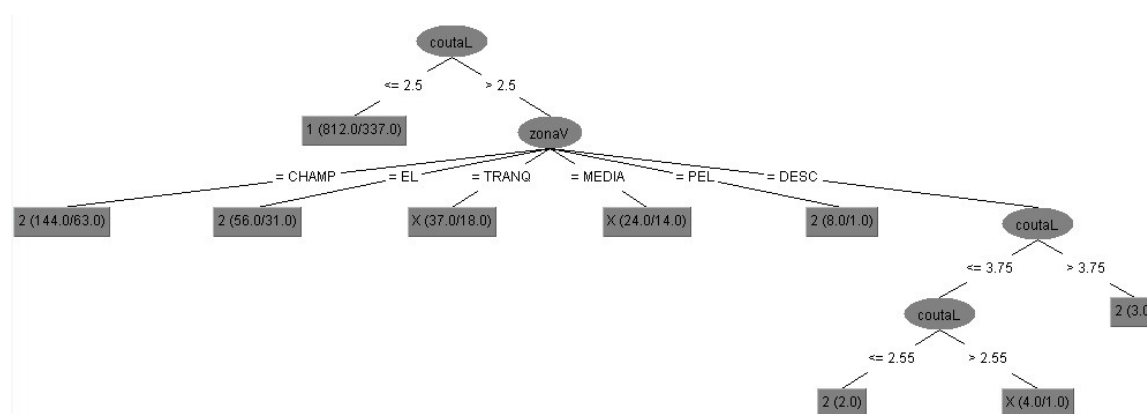 coutaL
<= 2.5 > 2.5
1 (812.0/337.0) zonaV
= CHAMP = EL = TRANQ = MEDIA = PEL = DESC
2 (144.0/63.0) 2 (56.0/31.0) X (37.0/18.0) X (24.0/14.0) 2 (8.0/1.0) coutaL
<= 3.75 > 3.75
coutaL 2 (3.0
<= 2.55 > 2.55
2 (2.0) X (4.0/1.0)